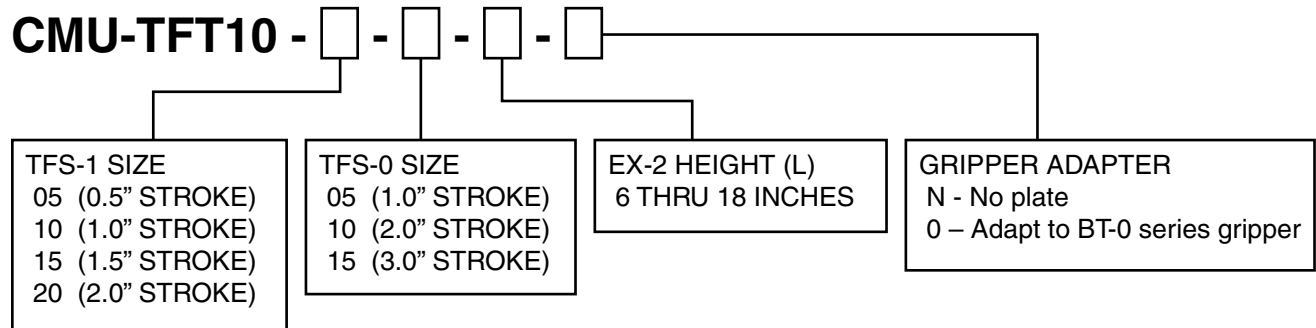 CMU-TFT10 - - - -
TFS-1 SIZE
05 (0.5” STROKE)
10 (1.0” STROKE)
15 (1.5” STROKE)
20 (2.0” STROKE)
TFS-0 SIZE
05 (1.0” STROKE)
10 (2.0” STROKE)
15 (3.0” STROKE)
EX-2 HEIGHT (L)
6 THRU 18 INCHES
GRIPPER ADAPTER
N - No plate
0 – Adapt to BT-0 series gripper